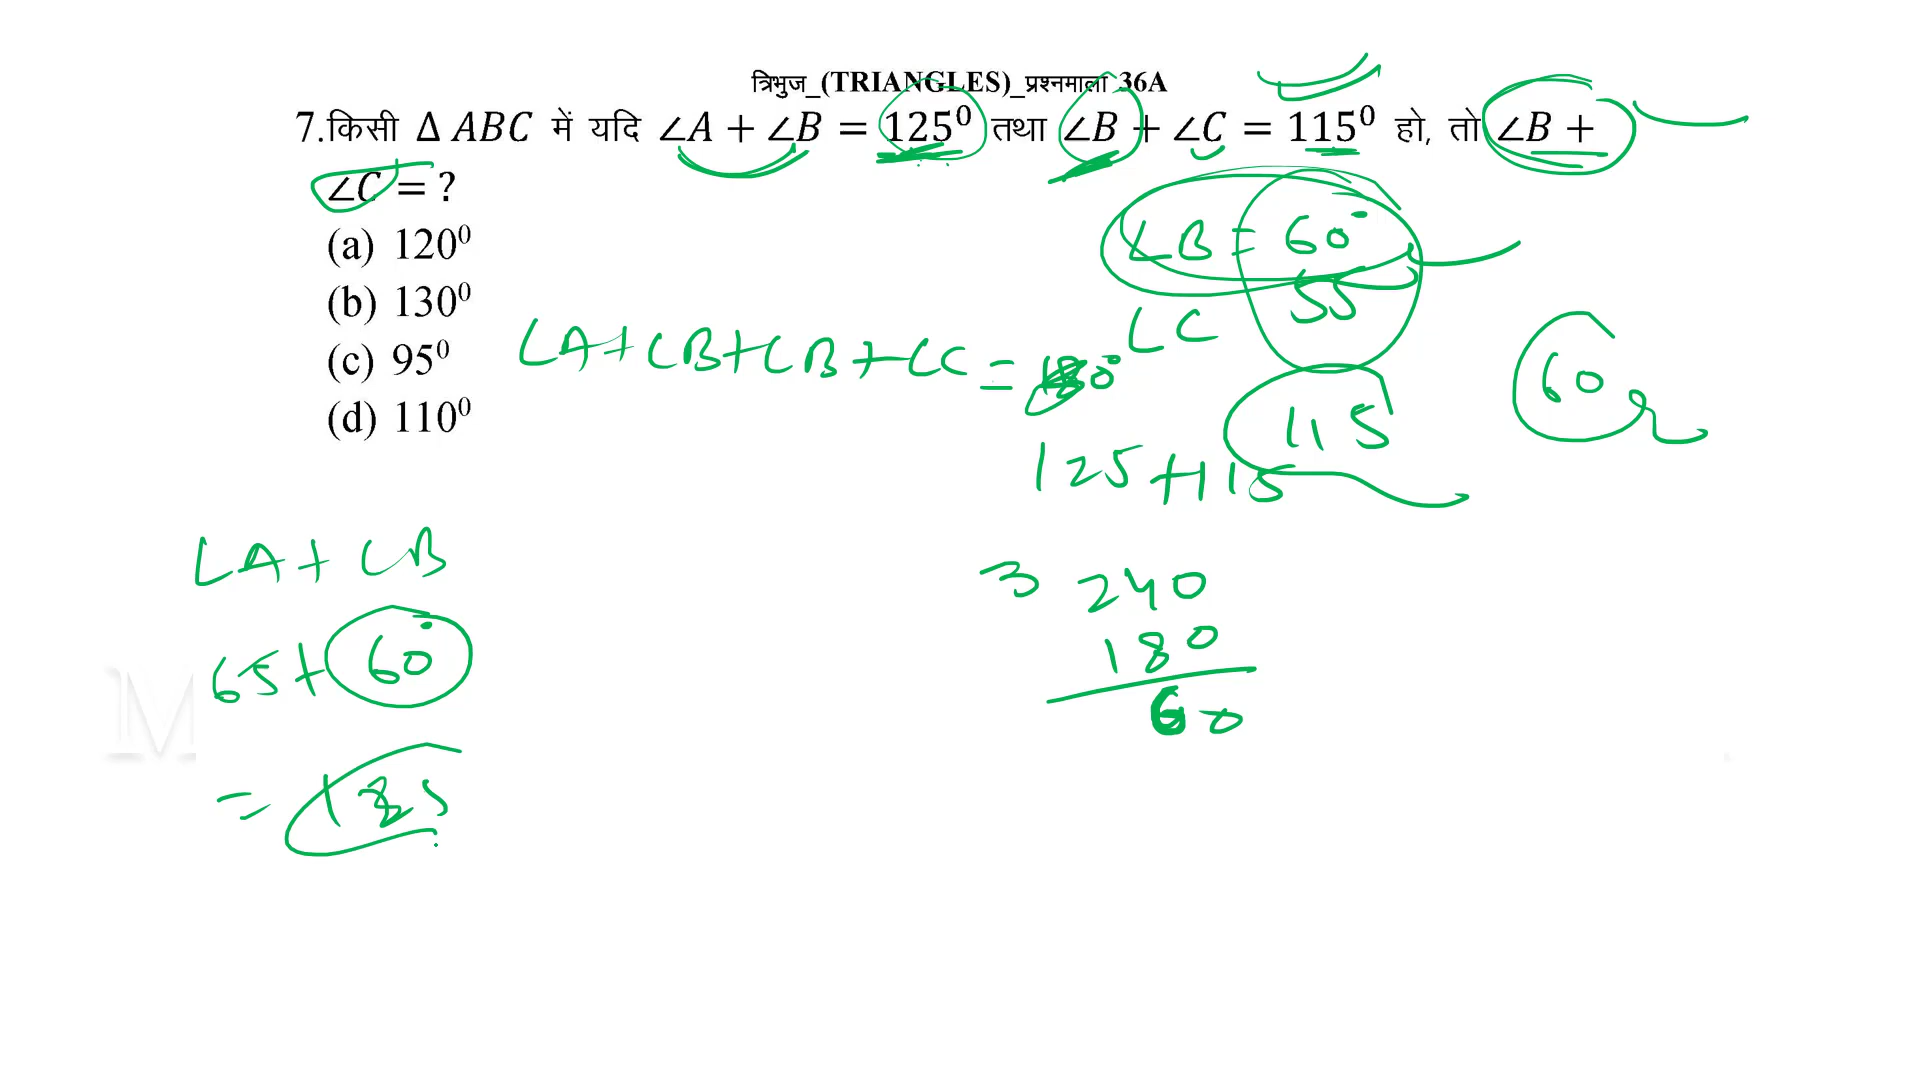 त्रिभुज_(TRIANGLES)_प्रश्नमाला 36A
7.किसी Δ ABC में यदि ∠A + ∠B = 125⁰ तथा ∠B + ∠C = 115⁰ हो, तो ∠B +
∠C = ?
(a) 120⁰
(b) 130⁰
(c) 95⁰
(d) 110⁰
∠B = 60°
∠C 55
115
60
∠A+∠B+∠B+∠C = 180°
125+115
240
180
60
∠A+∠B
65+60°
= 125
M